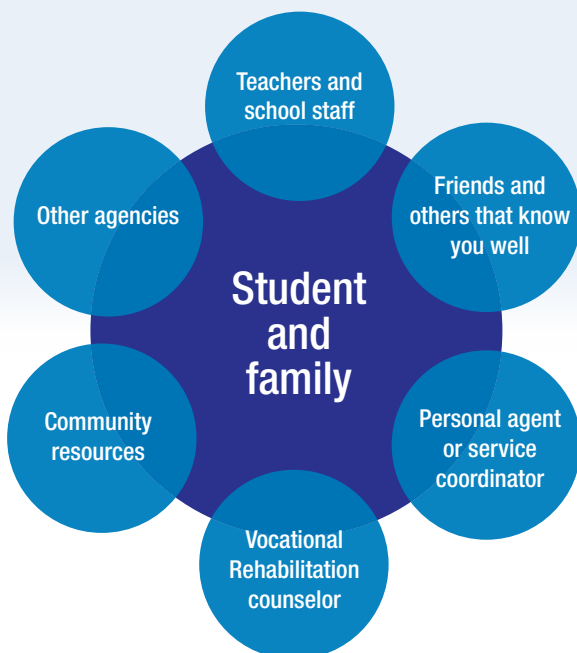 Teachers and
school staff
Friends and
others that know
you well
Personal agent
or service
coordinator
Vocational
Rehabilitation
counselor
Community
resources
Other agencies
Student
and
family